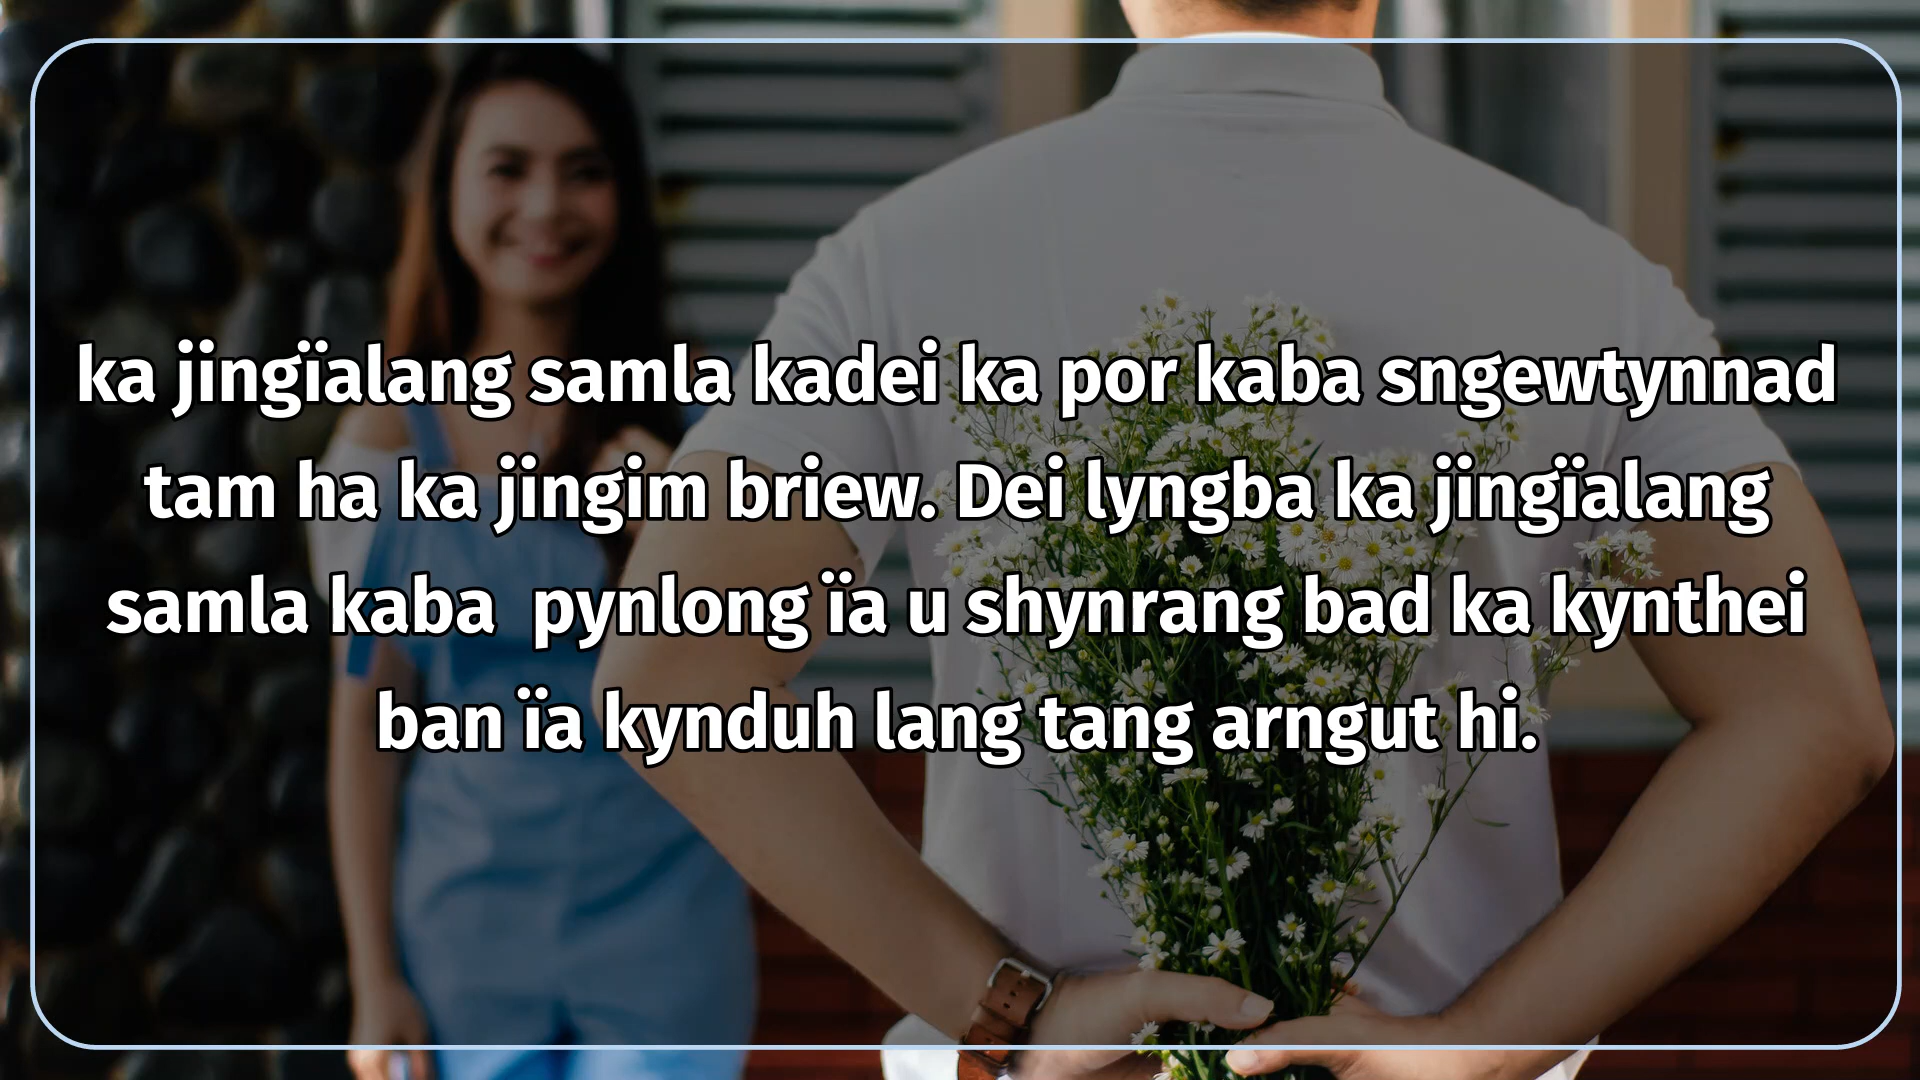 ka jingïalang samla kadei ka por kaba sngewtynnad
tam ha ka jingim briew. Dei lyngba ka jingïalang
samla kaba  pynlong ïa u shynrang bad ka kynthei
ban ïa kynduh lang tang arngut hi.